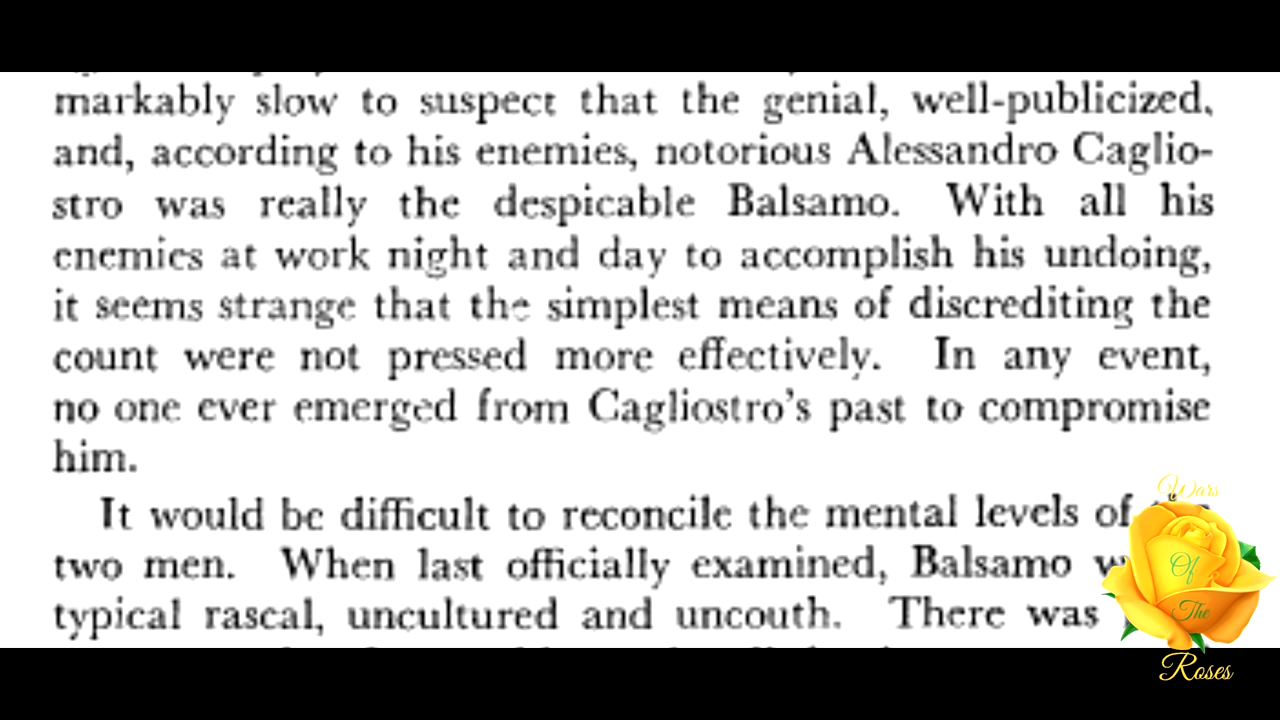 markably slow to suspect that the genial, well-publicized,
and, according to his enemies, notorious Alessandro Caglio-
stro was really the despicable Balsamo. With all his
enemies at work night and day to accomplish his undoing,
it seems strange that the simplest means of discrediting the
count were not pressed more effectively. In any event,
no one ever emerged from Cagliostro's past to compromise
him.
It would be difficult to reconcile the mental levels of
two men. When last officially examined, Balsamo
typical rascal, uncultured and uncouth. There was
Wars
Of
The
Roses